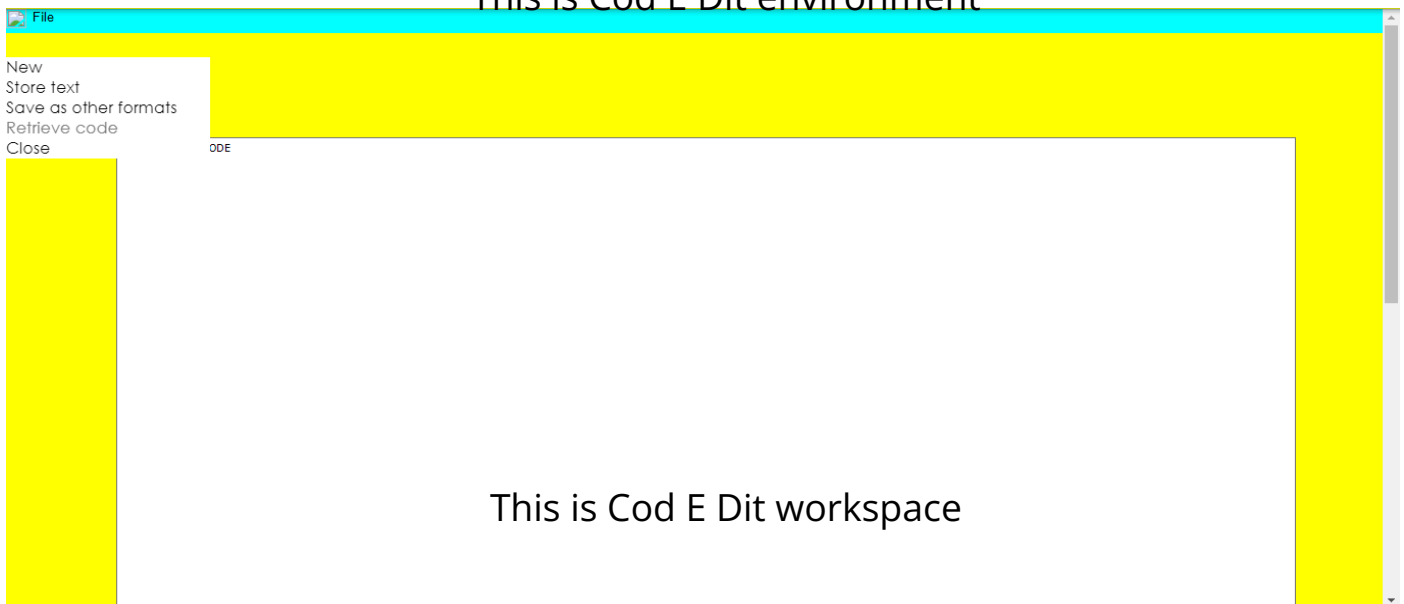 This is Cod E Dit environment
File
New
Store text
Save as other formats
Retrieve code
Close
ODE
This is Cod E Dit workspace